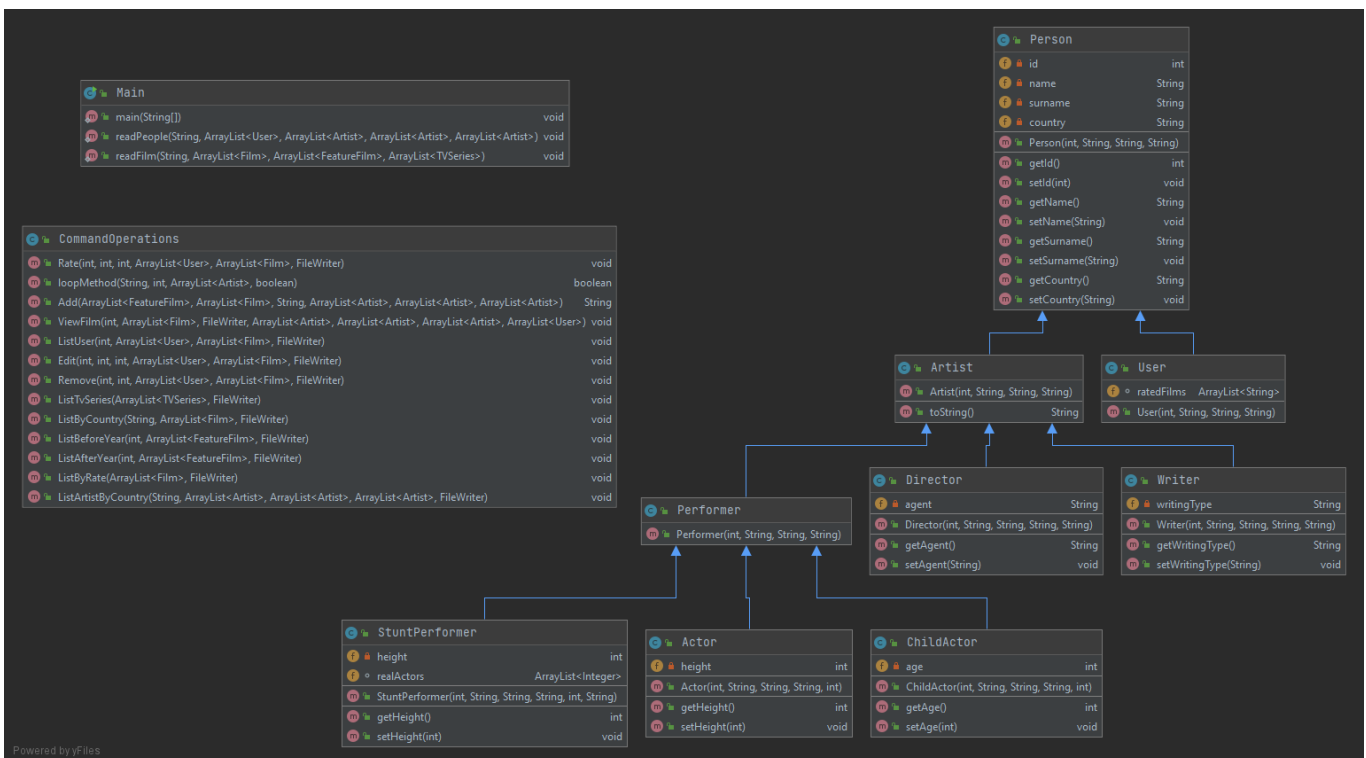 Main
main(String[]) void
readPeople(String, ArrayList<User>, ArrayList<Artist>, ArrayList<Artist>, ArrayList<Artist>) void
readFilm(String, ArrayList<Film>, ArrayList<FeatureFilm>, ArrayList<TVSeries>) void
CommandOperations
Rate(int, int, int, ArrayList<User>, ArrayList<Film>, FileWriter) void
loopMethod(String, int, ArrayList<Artist>, boolean) boolean
Add(ArrayList<FeatureFilm>, ArrayList<Film>, String, ArrayList<Artist>, ArrayList<Artist>, ArrayList<Artist>) String
ViewFilm(int, ArrayList<Film>, FileWriter, ArrayList<Artist>, ArrayList<Artist>, ArrayList<Artist>, ArrayList<User>) void
ListUser(int, ArrayList<User>, ArrayList<Film>, FileWriter) void
Edit(int, int, int, ArrayList<User>, ArrayList<Film>, FileWriter) void
Remove(int, int, ArrayList<User>, ArrayList<Film>, FileWriter) void
ListTvSeries(ArrayList<TVSeries>, FileWriter) void
ListByCountry(String, ArrayList<Film>, FileWriter) void
ListBeforeYear(int, ArrayList<FeatureFilm>, FileWriter) void
ListAfterYear(int, ArrayList<FeatureFilm>, FileWriter) void
ListByRate(ArrayList<Film>, FileWriter) void
ListArtistByCountry(String, ArrayList<Artist>, ArrayList<Artist>, ArrayList<Artist>, FileWriter) void
Person
id int
name String
surname String
country String
Person(int, String, String, String)
getId() int
setId(int) void
getName() String
setName(String) void
getSurname() String
setSurname(String) void
getCountry() String
setCountry(String) void
Artist
Artist(int, String, String, String)
toString() String
User
ratedFilms ArrayList<String>
User(int, String, String, String)
Performer
Performer(int, String, String, String)
Director
agent String
Director(int, String, String, String, String)
getAgent() String
setAgent(String) void
Writer
writingType String
Writer(int, String, String, String, String)
getWritingType() String
setWritingType(String) void
StuntPerformer
height int
realActors ArrayList<Integer>
StuntPerformer(int, String, String, String, int, String)
getHeight() int
setHeight(int) void
Actor
height int
Actor(int, String, String, String, int)
getHeight() int
setHeight(int) void
ChildActor
age int
ChildActor(int, String, String, String, int)
getAge() int
setAge(int) void
Powered by yFiles